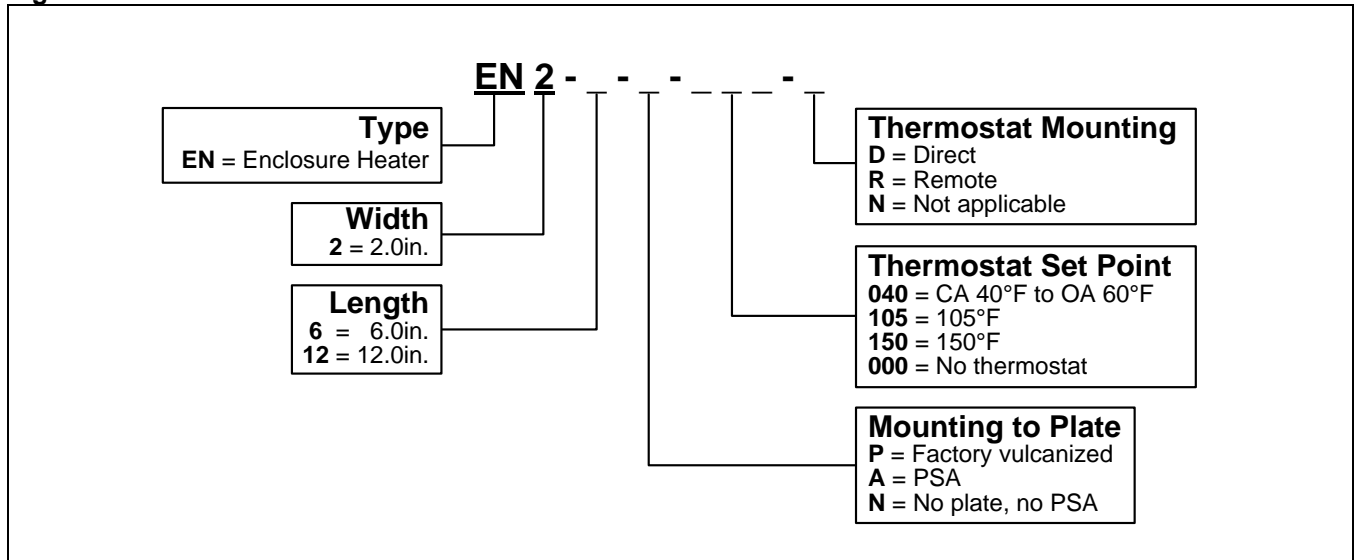 EN 2 - _ - _ - _ _ _ - _
Type
EN = Enclosure Heater
Width
2 = 2.0in.
Length
6 = 6.0in.
12 = 12.0in.
Thermostat Mounting
D = Direct
R = Remote
N = Not applicable
Thermostat Set Point
040 = CA 40°F to OA 60°F
105 = 105°F
150 = 150°F
000 = No thermostat
Mounting to Plate
P = Factory vulcanized
A = PSA
N = No plate, no PSA